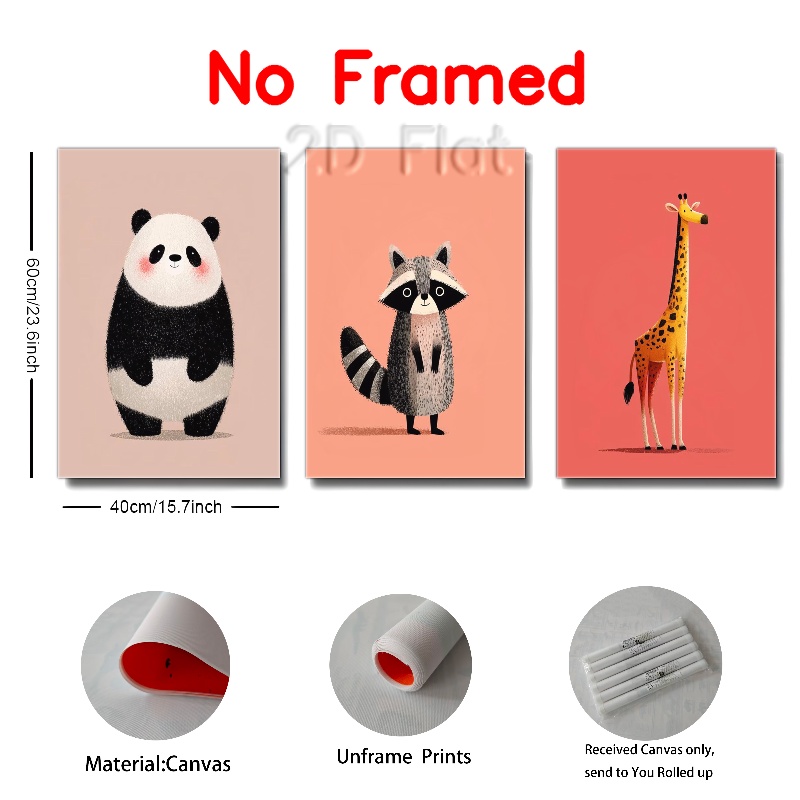 No Framed
2D Flat
60cm/23.6inch
40cm/15.7inch
Material:Canvas
Unframe Prints
Received Canvas only,
send to You Rolled up